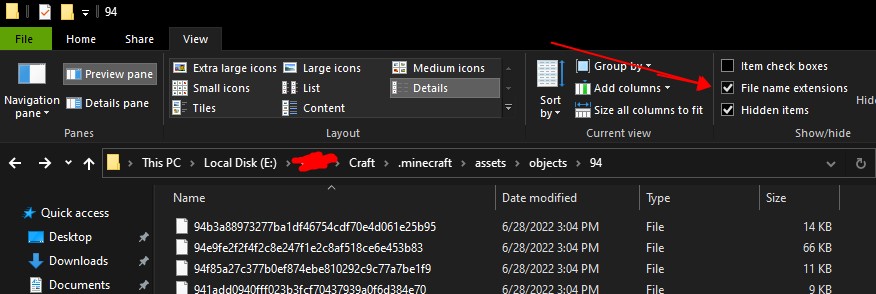 94
File Home Share View
Navigation pane
Preview pane
Details pane
Panes
Extra large icons Large icons Medium icons
Small icons List Details
Tiles Content
Layout
Sort by
Group by
Add columns
Size all columns to fit
Current view
Item check boxes
File name extensions
Hidden items
Hide
Show/hide
This PC Local Disk (E:) Craft .minecraft assets objects 94
Name Date modified Type Size
Quick access
Desktop
Downloads
Documents
94b3a88973277ba1df46754cdf70e4d061e25b95 6/28/2022 3:04 PM File 14 KB
94e9fe2f2f4f2c8e247f1e2c8af518ce6e453b83 6/28/2022 3:04 PM File 66 KB
94f85a27c377b0ef874ebe810292c9c77a7be1f9 6/28/2022 3:04 PM File 11 KB
941add0940fff023b3fcf70437939a0f6d384e70 6/28/2022 3:04 PM File 9 KB